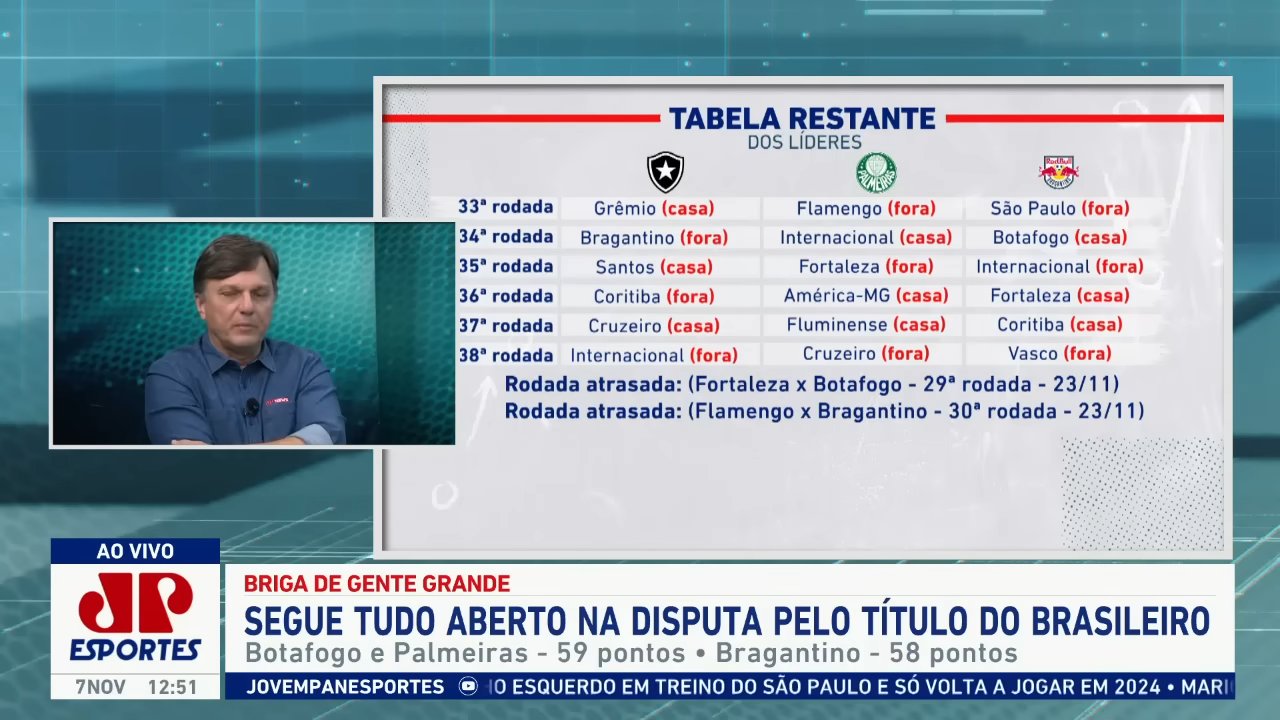 TABELA RESTANTE
DOS LÍDERES
PALMEIRAS
Red Bull
BRAGANTINO
33ª rodada Grêmio (casa) Flamengo (fora) São Paulo (fora)
34ª rodada Bragantino (fora) Internacional (casa) Botafogo (casa)
35ª rodada Santos (casa) Fortaleza (fora) Internacional (fora)
36ª rodada Coritiba (fora) América-MG (casa) Fortaleza (casa)
37ª rodada Cruzeiro (casa) Fluminense (casa) Coritiba (casa)
38ª rodada Internacional (fora) Cruzeiro (fora) Vasco (fora)
Rodada atrasada: (Fortaleza x Botafogo - 29ª rodada - 23/11)
Rodada atrasada: (Flamengo x Bragantino - 30ª rodada - 23/11)
AO VIVO
JP
ESPORTES
7NOV 12:51
BRIGA DE GENTE GRANDE
SEGUE TUDO ABERTO NA DISPUTA PELO TÍTULO DO BRASILEIRO
Botafogo e Palmeiras - 59 pontos • Bragantino - 58 pontos
JOVEMPANESPORTES HO ESQUERDO EM TREINO DO SÃO PAULO E SÓ VOLTA A JOGAR EM 2024 • MARI